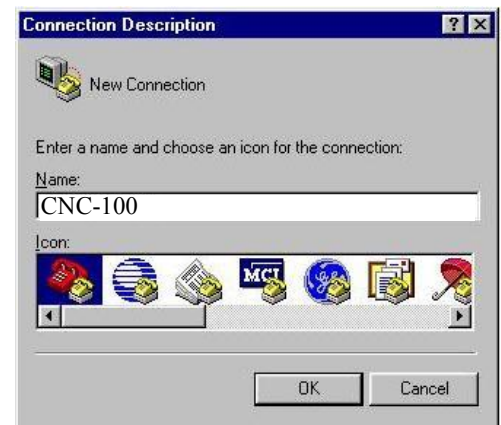 Connection Description
New Connection
Enter a name and choose an icon for the connection:
Name:
CNC-100
Icon:
MCI
OK
Cancel